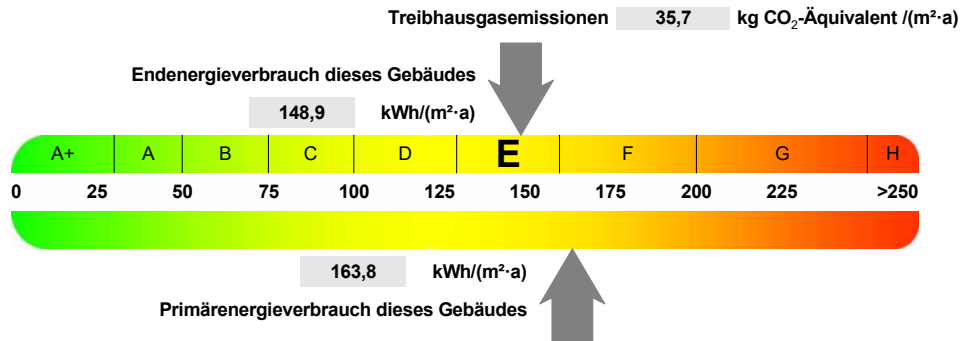 Treibhausgasemissionen 35,7 kg CO₂-Äquivalent /(m²·a)
Endenergieverbrauch dieses Gebäudes
148,9 kWh/(m²·a)
A+ A B C D E F G H
0 25 50 75 100 125 150 175 200 225 >250
163,8 kWh/(m²·a)
Primärenergieverbrauch dieses Gebäudes